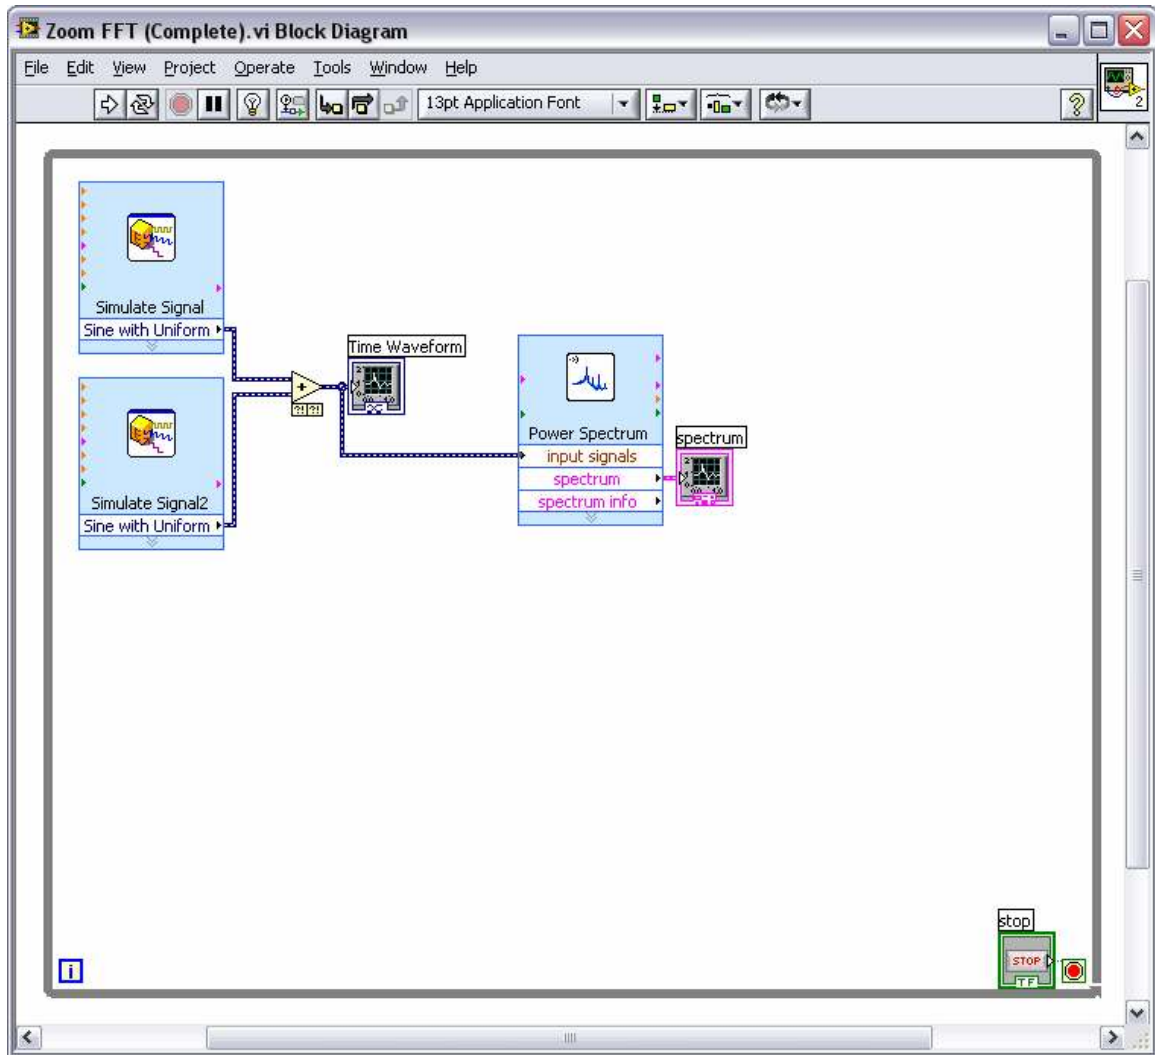 Zoom FFT (Complete).vi Block Diagram
File Edit View Project Operate Tools Window Help
13pt Application Font
2
Simulate Signal
Sine with Uniform
Time Waveform
Simulate Signal2
Sine with Uniform
Power Spectrum
input signals
spectrum
spectrum info
spectrum
stop
STOP
TF
i